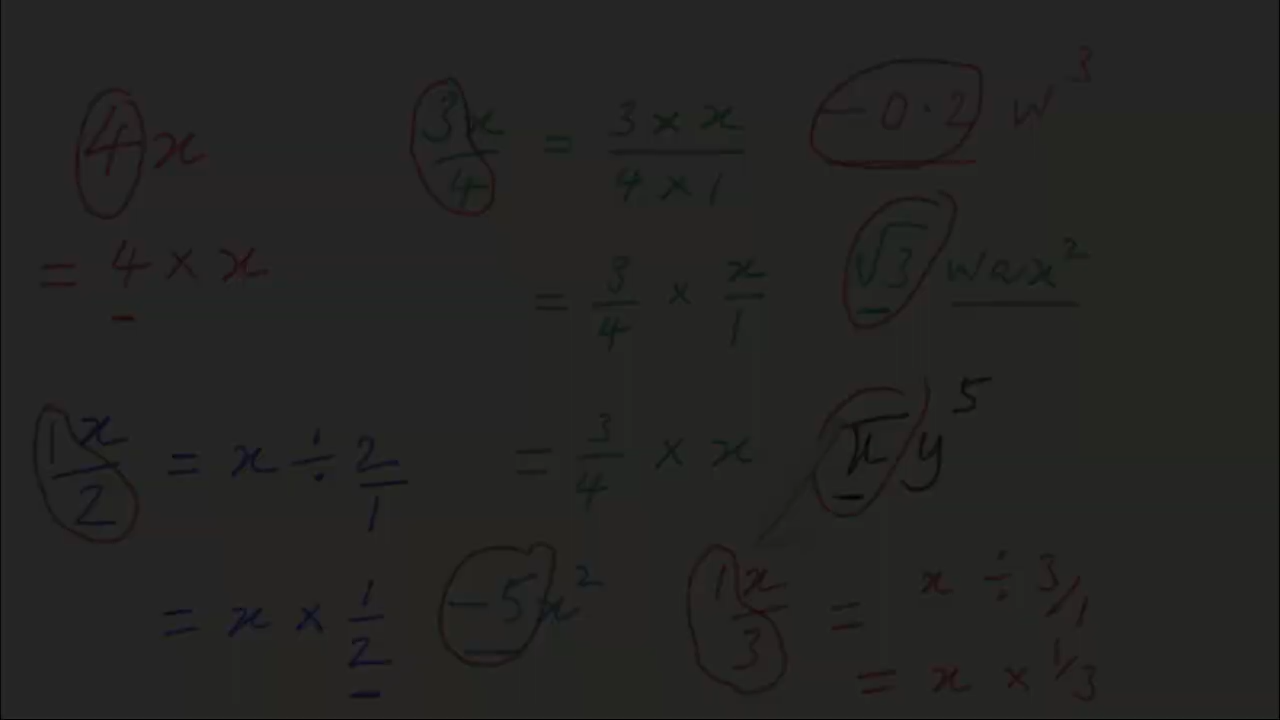 4x
= 4 × x
3x/4 = (3 × x)/(4 × 1)
= 3/4 × x/1
= 3/4 × x
-0.2 w³
√3 wax²
πy⁵
1x/2 = x ÷ 2/1
= x × 1/2
-5x²
1x/3 = x ÷ 3/1
= x × 1/3